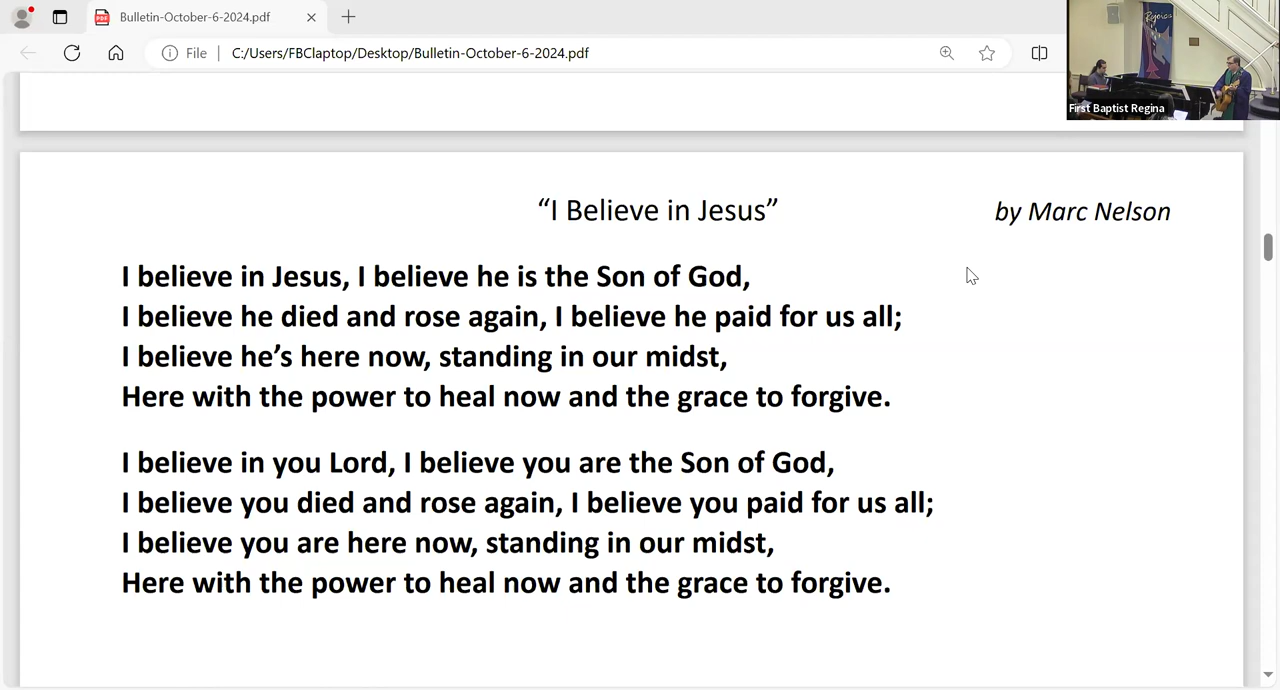 Bulletin-October-6-2024.pdf
File C:/Users/FBClaptop/Desktop/Bulletin-October-6-2024.pdf
Rejoice
First Baptist Regina
“I Believe in Jesus” by Marc Nelson
I believe in Jesus, I believe he is the Son of God,
I believe he died and rose again, I believe he paid for us all;
I believe he’s here now, standing in our midst,
Here with the power to heal now and the grace to forgive.
I believe in you Lord, I believe you are the Son of God,
I believe you died and rose again, I believe you paid for us all;
I believe you are here now, standing in our midst,
Here with the power to heal now and the grace to forgive.